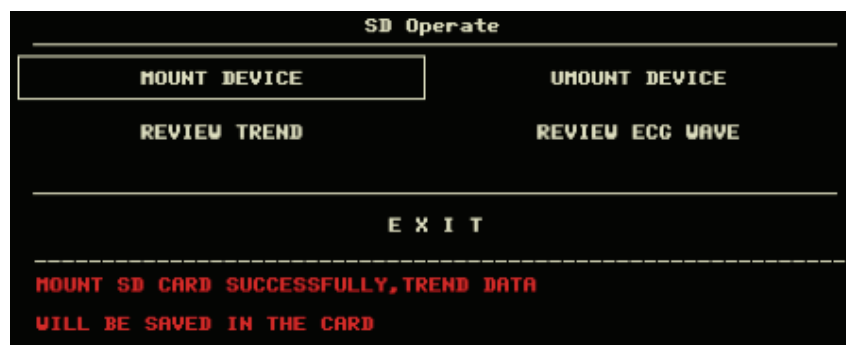 SD Operate
MOUNT DEVICE
UMOUNT DEVICE
REVIEW TREND
REVIEW ECG WAVE
E X I T
MOUNT SD CARD SUCCESSFULLY,TREND DATA
WILL BE SAVED IN THE CARD